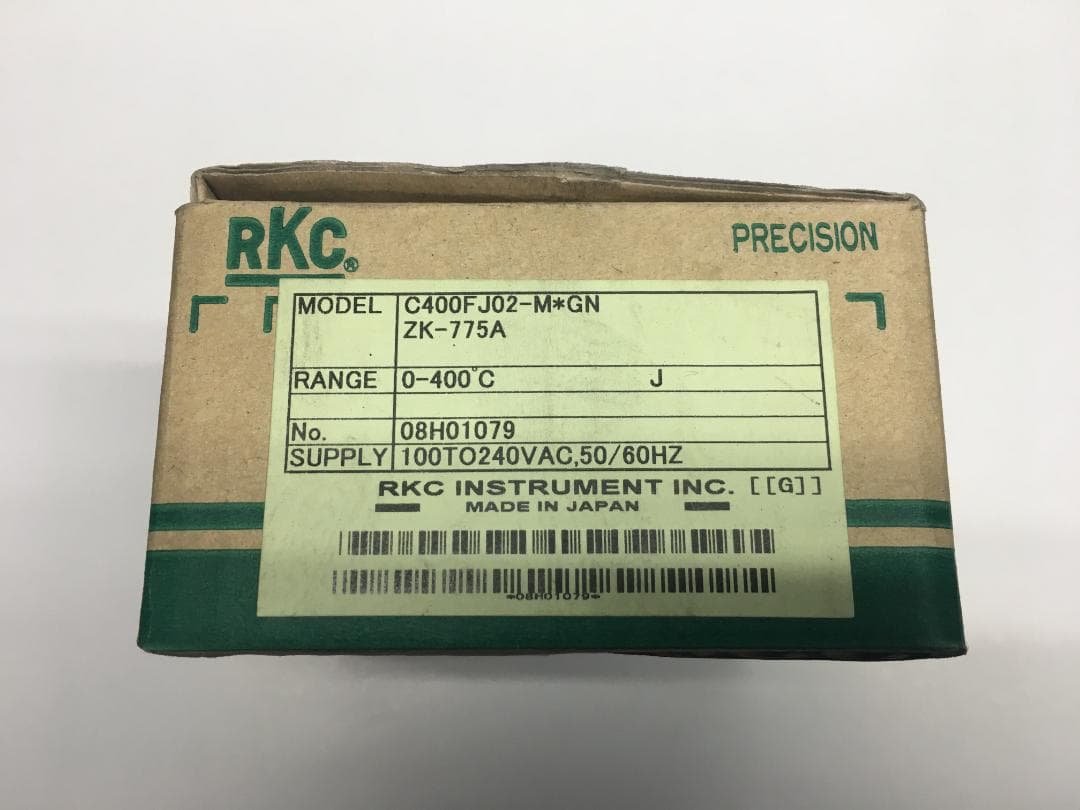 RKC®
PRECISION
MODEL C400FJ02-M*GN
ZK-775A
RANGE 0-400°C J
No. 08H01079
SUPPLY 100TO240VAC,50/60HZ
RKC INSTRUMENT INC. [[G]]
MADE IN JAPAN
*08H01079*